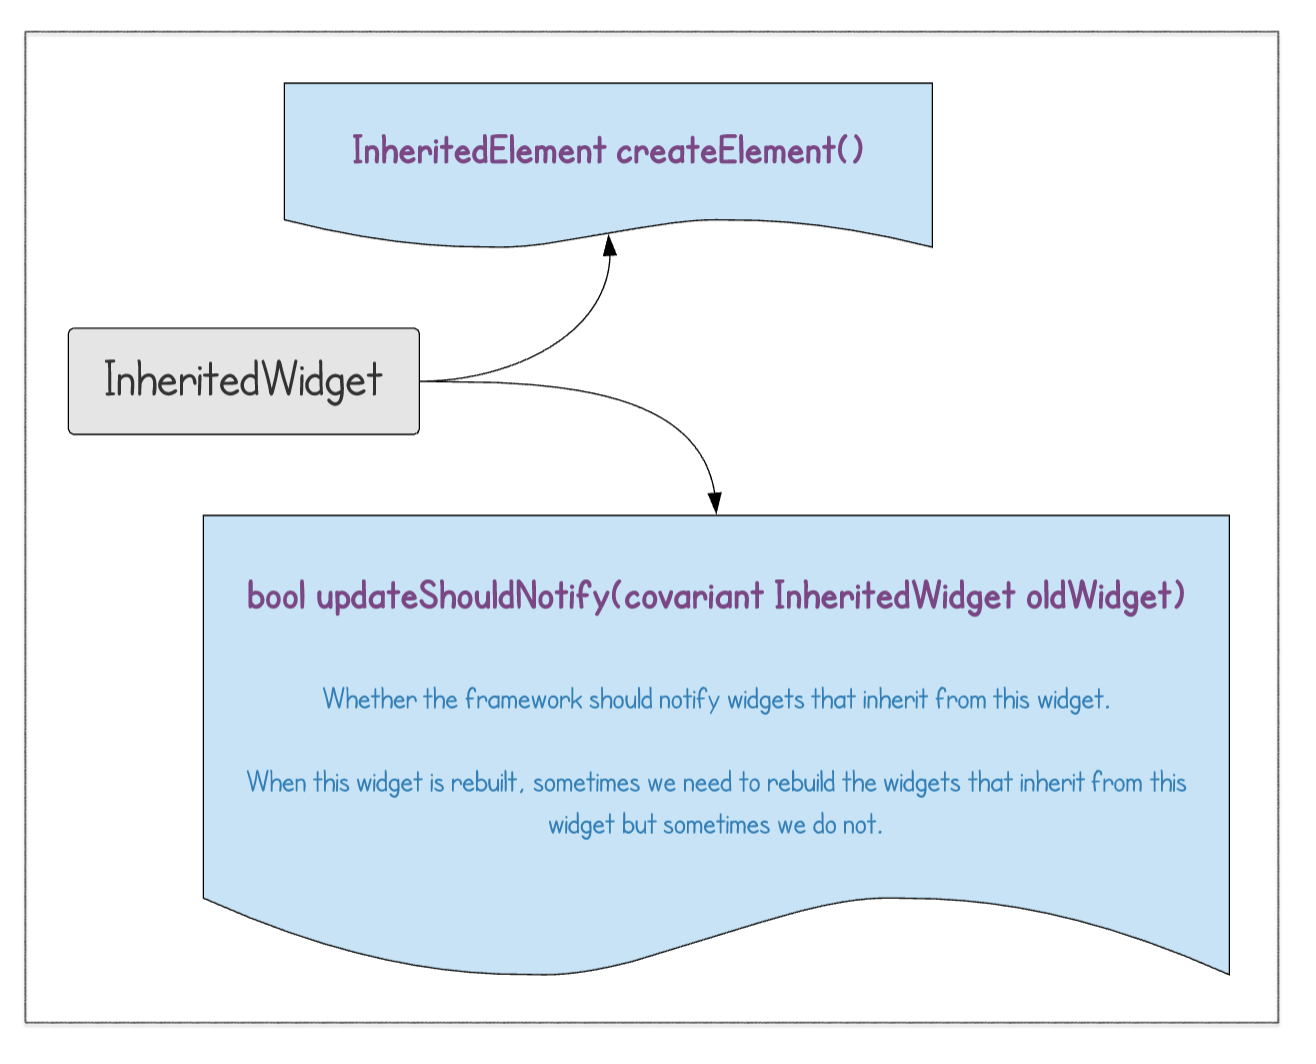 InheritedElement createElement()
InheritedWidget
bool updateShouldNotify(covariant InheritedWidget oldWidget)
Whether the framework should notify widgets that inherit from this widget.
When this widget is rebuilt, sometimes we need to rebuild the widgets that inherit from this
widget but sometimes we do not.